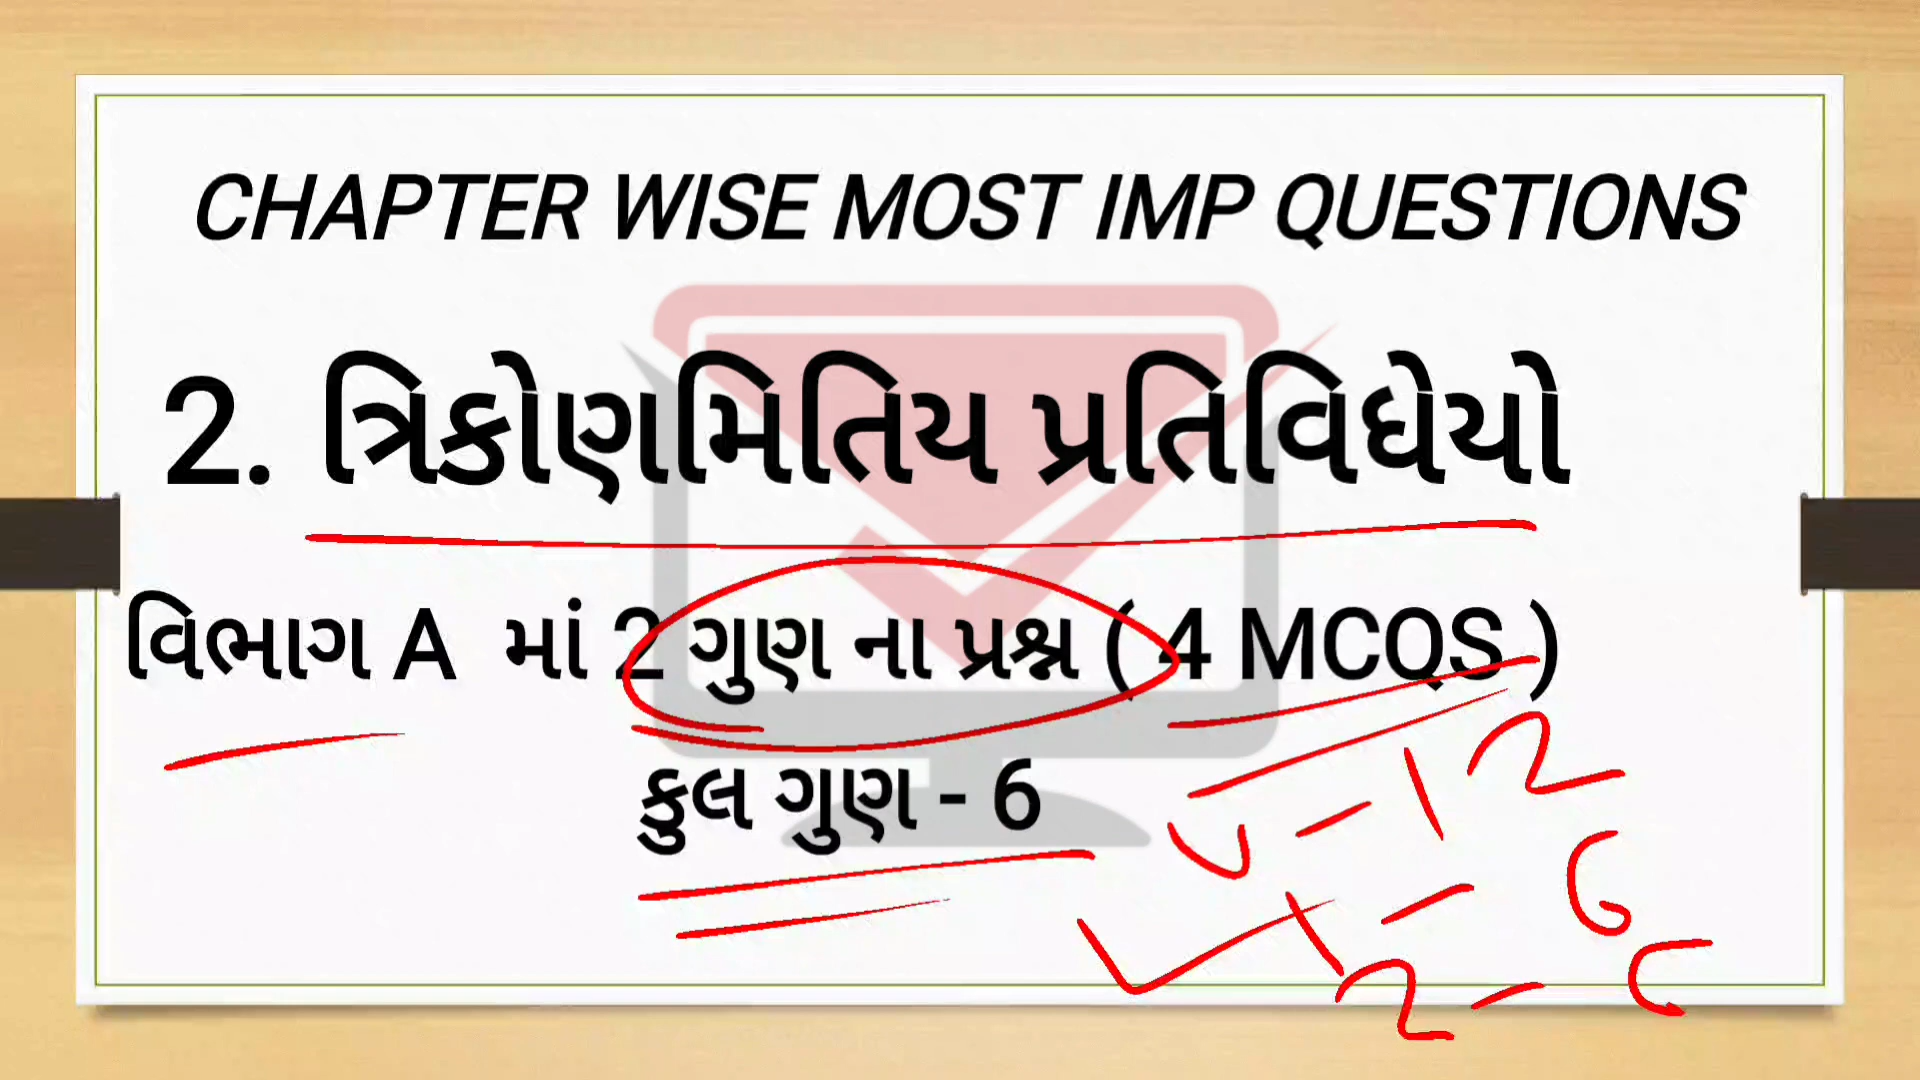 CHAPTER WISE MOST IMP QUESTIONS
2. ત્રિકોણમિતિય પ્રતિવિધેયો
વિભાગ A માં 2 ગુણ ના પ્રશ્ન ( 4 MCQS )
કુલ ગુણ - 6